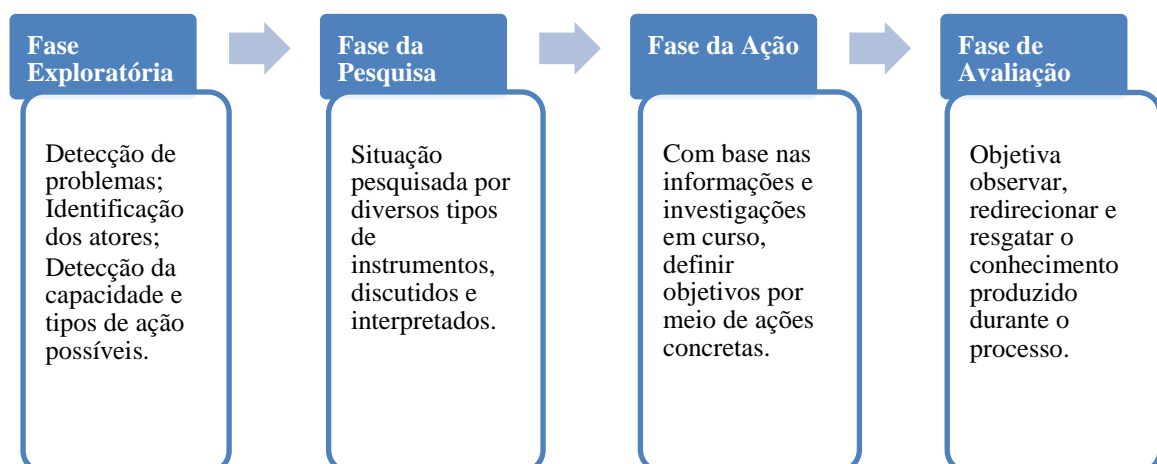 Fase
Exploratória
Detecção de
problemas;
Identificação
dos atores;
Detecção da
capacidade e
tipos de ação
possíveis.
Fase da
Pesquisa
Situação
pesquisada por
diversos tipos
de
instrumentos,
discutidos e
interpretados.
Fase da Ação
Com base nas
informações e
investigações
em curso,
definir
objetivos por
meio de ações
concretas.
Fase de
Avaliação
Objetiva
observar,
redirecionar e
resgatar o
conhecimento
produzido
durante o
processo.